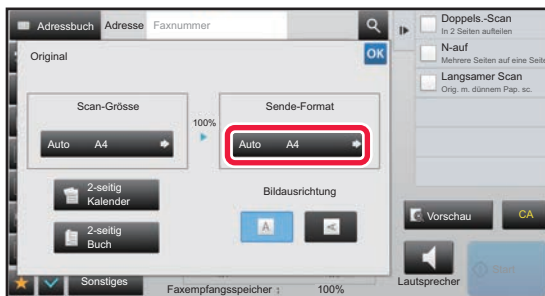 Adressbuch Adresse Faxnummer
Original
OK
Scan-Grösse
Auto A4
100%
Sende-Format
Auto A4
2-seitig
Kalender
2-seitig
Buch
Bildausrichtung
A
A
Sonstiges
Faxempfangsspeicher : 100%
Doppels.-Scan
In 2 Seiten aufteilen
N-auf
Mehrere Seiten auf eine Seite
Langsamer Scan
Orig. m. dünnem Pap. sc.
Vorschau
CA
Lautsprecher
Start